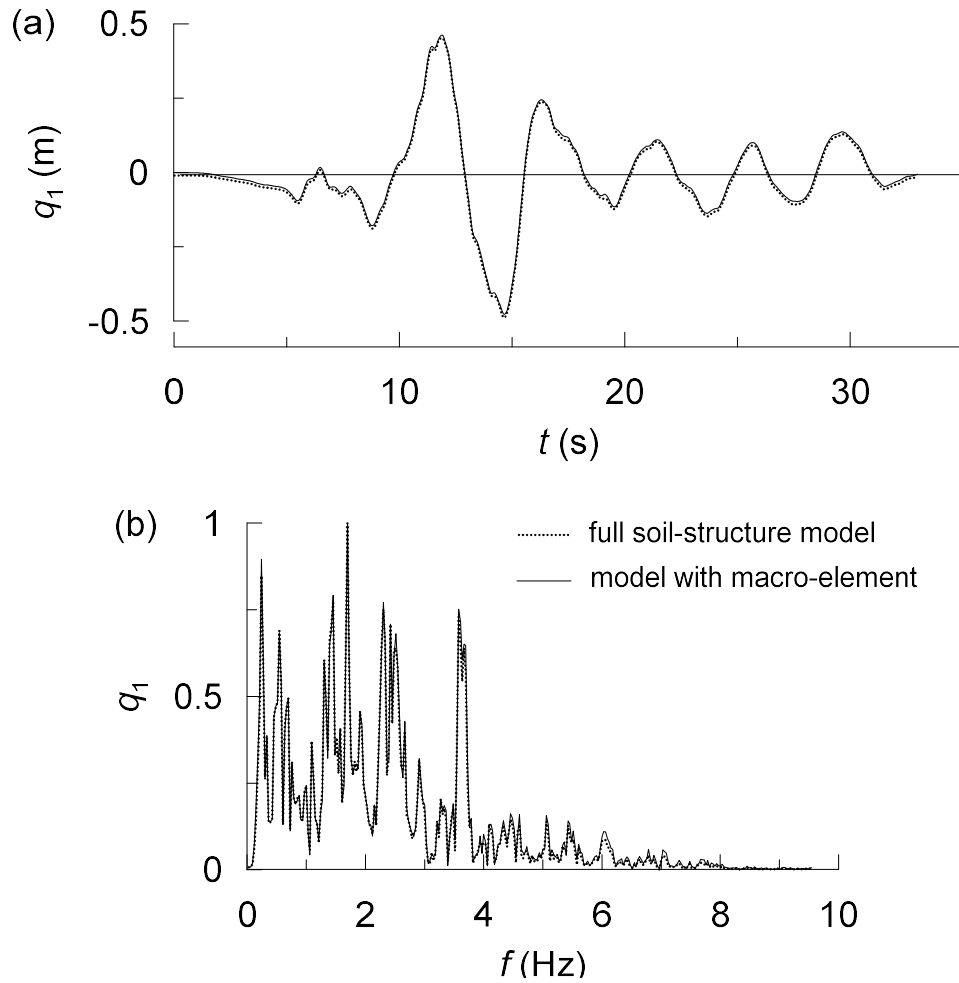 (a)
0.5
0
-0.5
q1 (m)
0 10 20 30
t (s)
(b)
1
0.5
0
q1
full soil-structure model
model with macro-element
0 2 4 6 8 10
f (Hz)